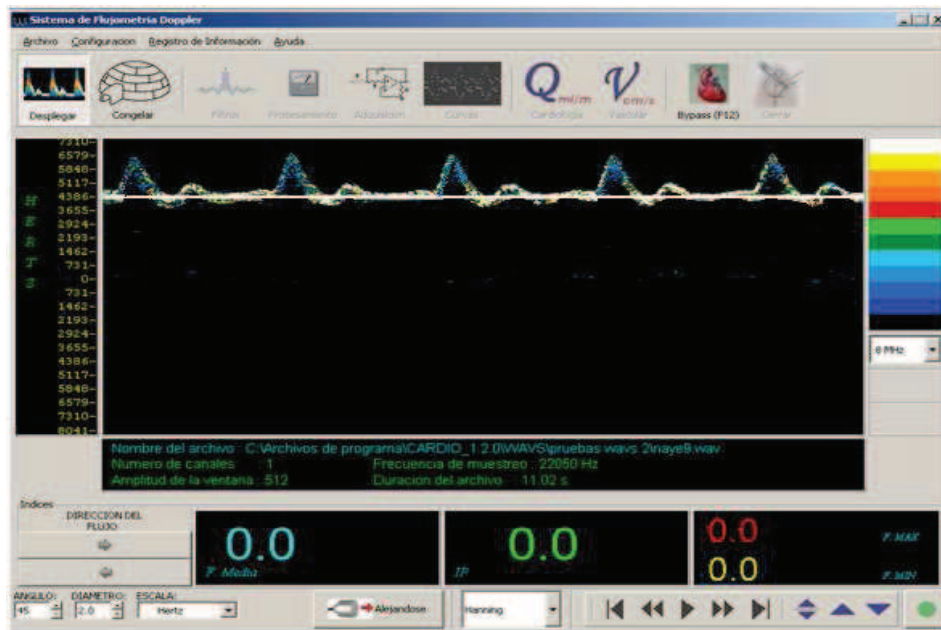 Sistema de Flujometría Doppler
Archivo Configuracion Registro de Información Ayuda
Desplegar Congelar Filtros Procesamiento Adquisicion Curvas Cardiologia Vascular Bypass (F12) Cerrar
Q ml/m V cm/s
7310
6579
5848
5117
4386
3655
2924
2193
1462
731
0
731
1462
2193
2924
3655
4386
5117
5848
6579
7310
8041
HERTS
8 MHz
Nombre del archivo : C:\Archivos de programa\CARDIO_1.2.0\WAVS\pruebas wavs 2\naye9.wav
Numero de canales : 1 Frecuencia de muestreo : 22050 Hz
Amplitud de la ventana : 512 Duracion del archivo : 11.02 s
Indices
DIRECCION DEL
FLUJO
0.0
F. Media
0.0
IP
0.0 F. MAX
0.0 F. MIN
ANGULO: DIAMETRO: ESCALA:
45 2.0 Hertz
Alejandose
Hanning